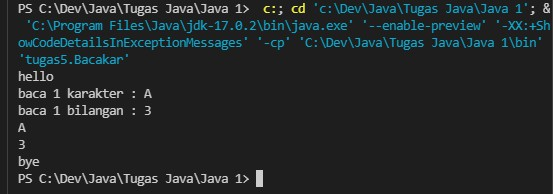 PS C:\Dev\Java\Tugas Java\Java 1>  c:; cd 'c:\Dev\Java\Tugas Java\Java 1'; &
 'C:\Program Files\Java\jdk-17.0.2\bin\java.exe' '--enable-preview' '-XX:+Sh
owCodeDetailsInExceptionMessages' '-cp' 'C:\Dev\Java\Tugas Java\Java 1\bin'
'tugas5.Bacakar'
hello
baca 1 karakter : A
baca 1 bilangan : 3
A
3
bye
PS C:\Dev\Java\Tugas Java\Java 1>